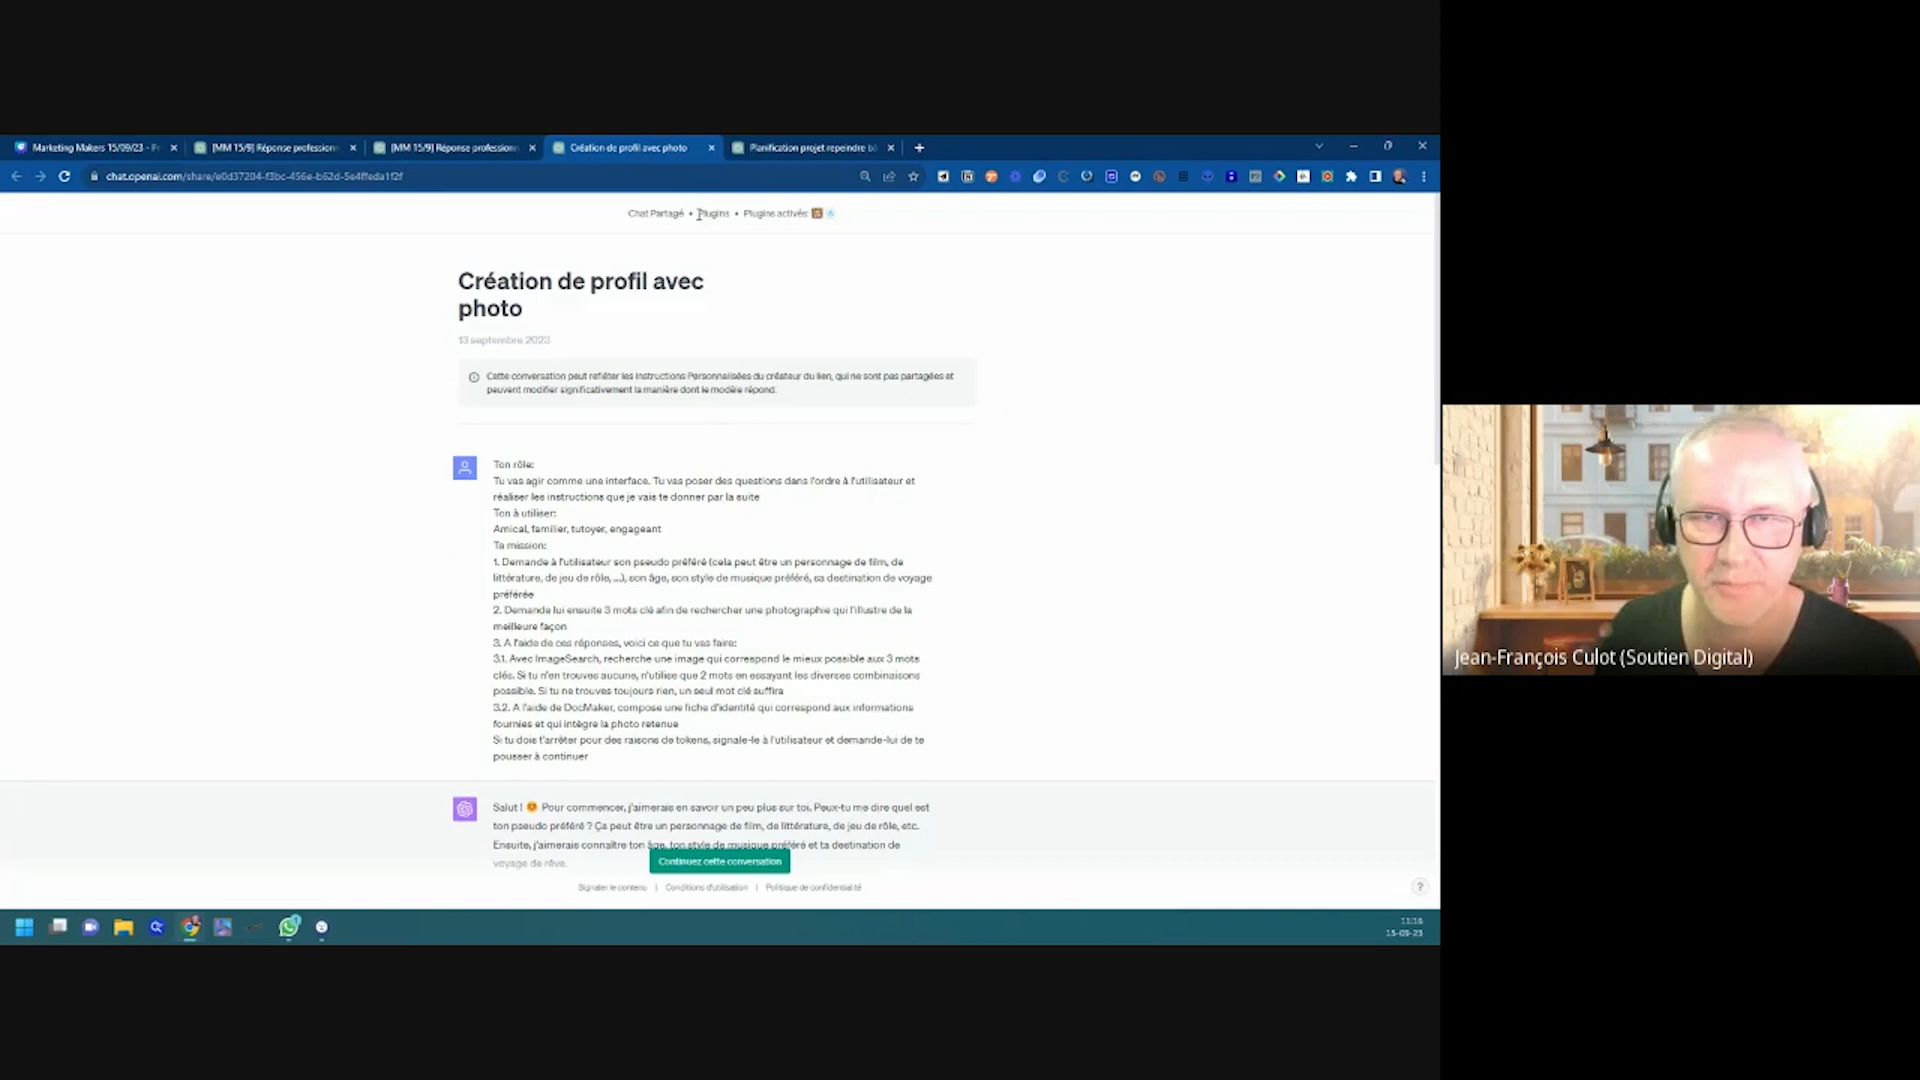 Marketing Makers 15/09/23 - Pr
[MM 15/9] Réponse profession
[MM 15/9] Réponse profession
Création de profil avec photo
Planification projet repeindre
chat.openai.com/share/e0d37204-f3bc-456e-b62d-5e4ffeda1f2f
Chat Partagé • Plugins • Plugins activés:
Création de profil avec
photo
13 septembre 2023
Cette conversation peut refléter les Instructions Personnalisées du créateur du lien, qui ne sont pas partagées et
peuvent modifier significativement la manière dont le modèle répond.
Ton rôle:
Tu vas agir comme une interface. Tu vas poser des questions dans l'ordre à l'utilisateur et
réaliser les instructions que je vais te donner par la suite
Ton à utiliser:
Amical, familier, tutoyer, engageant
Ta mission:
1. Demande à l'utilisateur son pseudo préféré (cela peut être un personnage de film, de
littérature, de jeu de rôle, ...), son âge, son style de musique préféré, sa destination de voyage
préférée
2. Demande lui ensuite 3 mots clé afin de rechercher une photographie qui l'illustre de la
meilleure façon
3. A l'aide de ces réponses, voici ce que tu vas faire:
3.1. Avec ImageSearch, recherche une image qui correspond le mieux possible aux 3 mots
clés. Si tu n'en trouves aucune, n'utilise que 2 mots en essayant les diverses combinaisons
possible. Si tu ne trouves toujours rien, un seul mot clé suffira
3.2. A l'aide de DocMaker, compose une fiche d'identité qui correspond aux informations
fournies et qui intègre la photo retenue
Si tu dois t'arrêter pour des raisons de tokens, signale-le à l'utilisateur et demande-lui de te
pousser à continuer
Salut ! Pour commencer, j'aimerais en savoir un peu plus sur toi. Peux-tu me dire quel est
ton pseudo préféré ? Ça peut être un personnage de film, de littérature, de jeu de rôle, etc.
Ensuite, j'aimerais connaître ton âge, ton style de musique préféré et ta destination de
voyage de rêve.
Continuez cette conversation
Signaler le contenu | Conditions d'utilisation | Politique de confidentialité
?
11:16
15-09-23
Jean-François Culot (Soutien Digital)